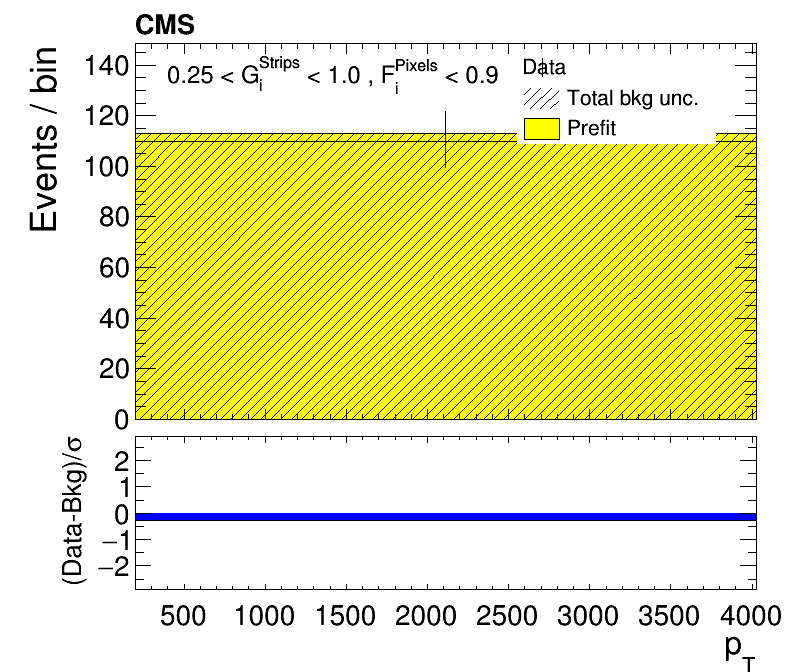 CMS
Events / bin
140
120
100
80
60
40
20
0
0.25 < G_i^Strips < 1.0 , F_i^Pixels < 0.9
Data
Total bkg unc.
Prefit
(Data-Bkg)/σ
2
1
0
−1
−2
500 1000 1500 2000 2500 3000 3500 4000
p_T